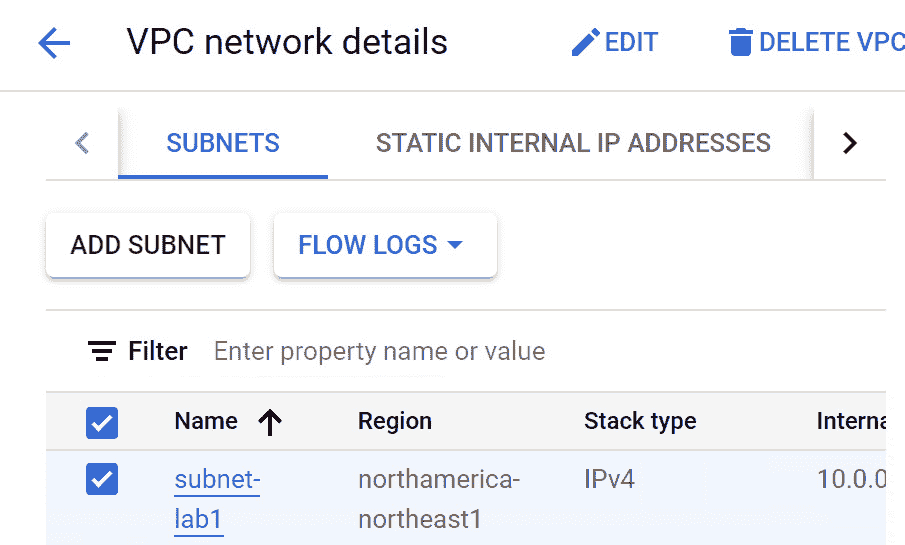 VPC network details EDIT DELETE VPC
SUBNETS STATIC INTERNAL IP ADDRESSES
ADD SUBNET FLOW LOGS
Filter Enter property name or value
Name Region Stack type Interna
subnet- northamerica- IPv4 10.0.0
lab1 northeast1